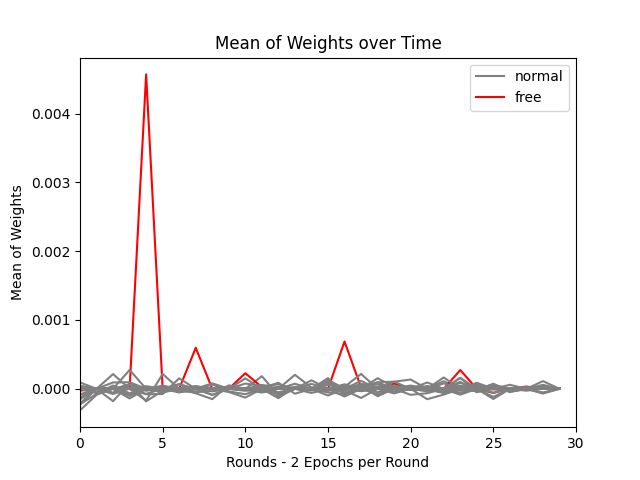 Mean of Weights over Time
normal
free
Mean of Weights
0.004
0.003
0.002
0.001
0.000
0
5
10
15
20
25
30
Rounds - 2 Epochs per Round